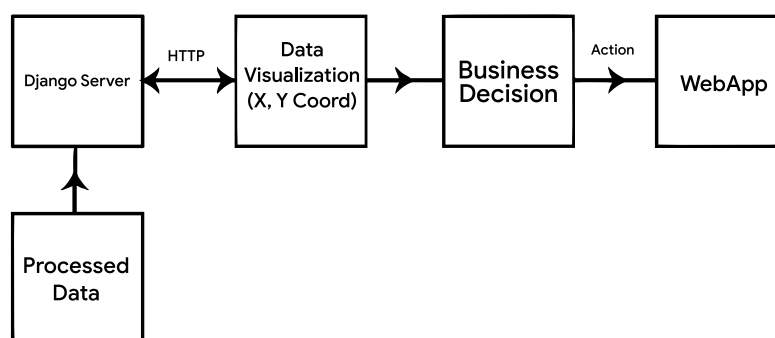 Django Server
HTTP
Data
Visualization
(X, Y Coord)
Business
Decision
Action
WebApp
Processed
Data